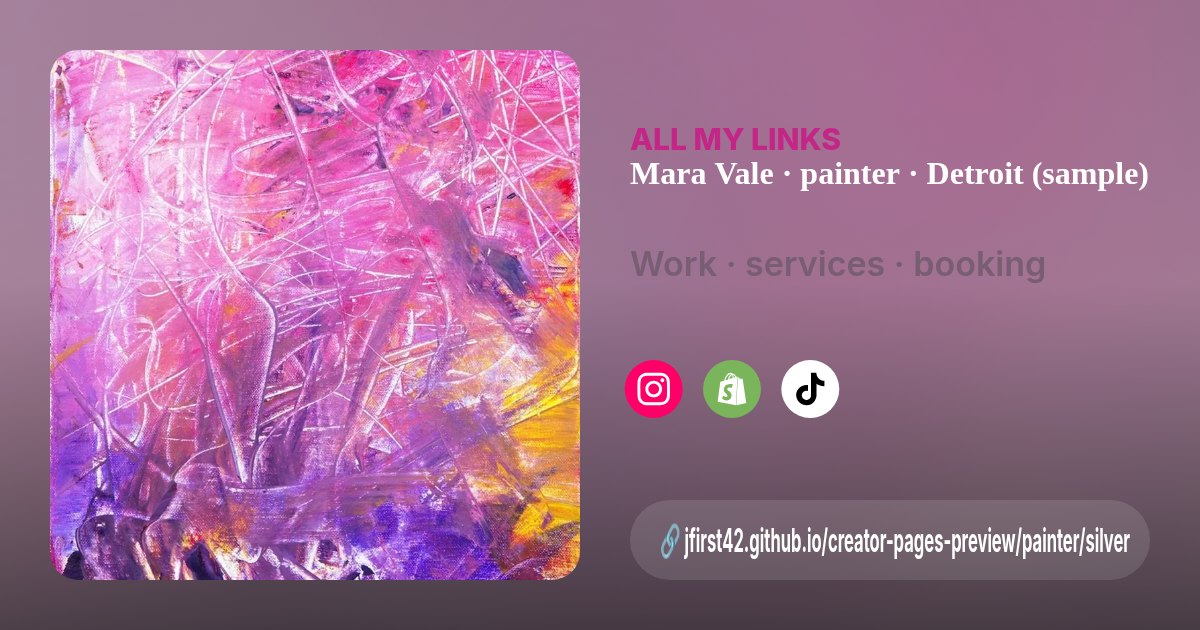 ALL MY LINKS
Mara Vale · painter · Detroit (sample)
Work · services · booking
jfirst42.github.io/creator-pages-preview/painter/silver